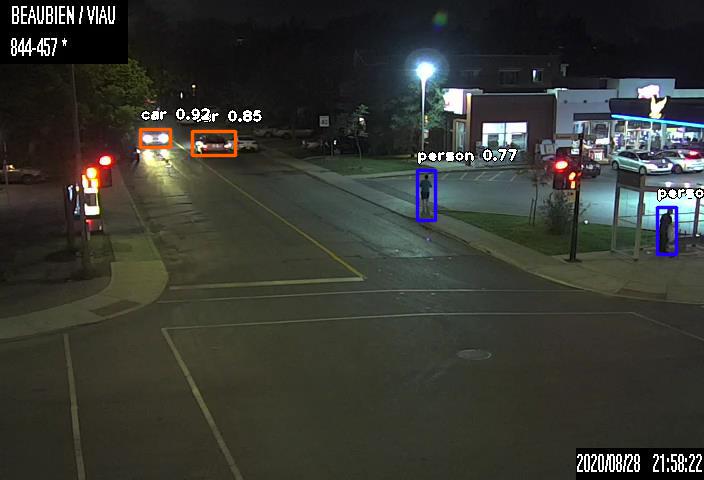 BEAUBIEN / VIAU
844-457 *
car 0.92
0.85
person 0.77
perso
2020/08/28 21:58:22